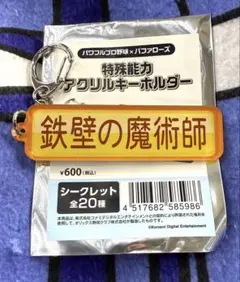 パワフルプロ野球×バファローズ
特殊能力
アクリルキーホルダー
鉄壁の魔術師
¥600(税込)
シークレット
全20種
4 517682 585986
©Konami Digital Entertainment